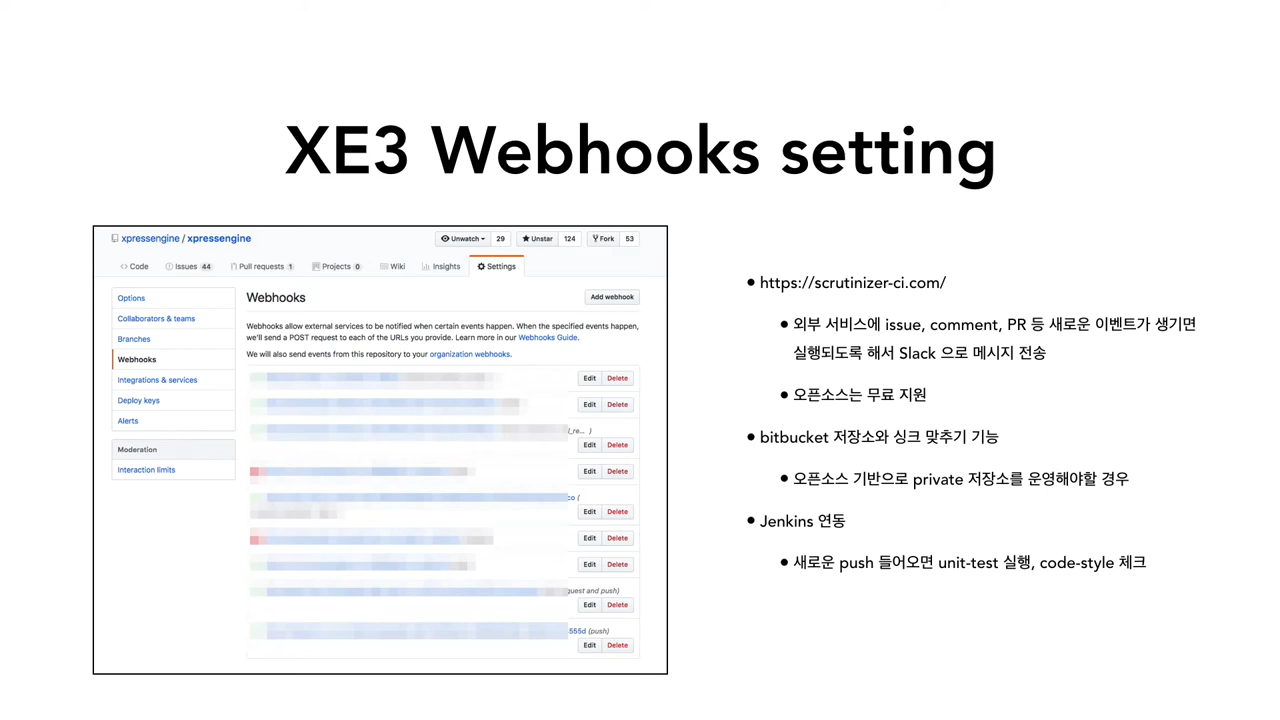 XE3 Webhooks setting
xpressengine / xpressengine
Unwatch 29 Unstar 124 Fork 53
Code Issues 44 Pull requests 1 Projects 0 Wiki Insights Settings
Options
Collaborators & teams
Branches
Webhooks
Integrations & services
Deploy keys
Alerts
Moderation
Interaction limits
Webhooks Add webhook
Webhooks allow external services to be notified when certain events happen. When the specified events happen,
we'll send a POST request to each of the URLs you provide. Learn more in our Webhooks Guide.
We will also send events from this repository to your organization webhooks.
Edit Delete
Edit Delete
Edit Delete
Edit Delete
Edit Delete
Edit Delete
Edit Delete
and push)
Edit Delete
555d (push)
Edit Delete
• https://scrutinizer-ci.com/
• 외부 서비스에 issue, comment, PR 등 새로운 이벤트가 생기면
실행되도록 해서 Slack 으로 메시지 전송
• 오픈소스는 무료 지원
• bitbucket 저장소와 싱크 맞추기 기능
• 오픈소스 기반으로 private 저장소를 운영해야할 경우
• Jenkins 연동
• 새로운 push 들어오면 unit-test 실행, code-style 체크